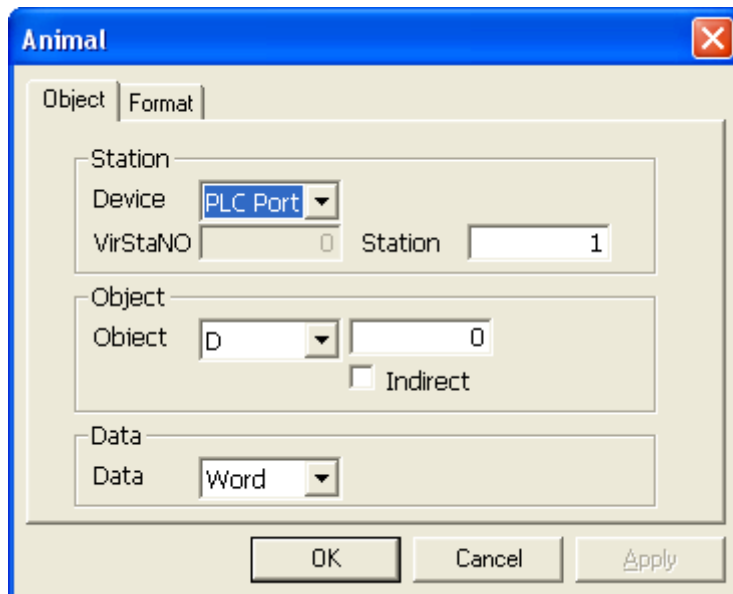 Animal
Object Format
Station
Device PLC Port
VirStaNO 0 Station 1
Object
Obiect D 0
Indirect
Data
Data Word
OK Cancel Apply